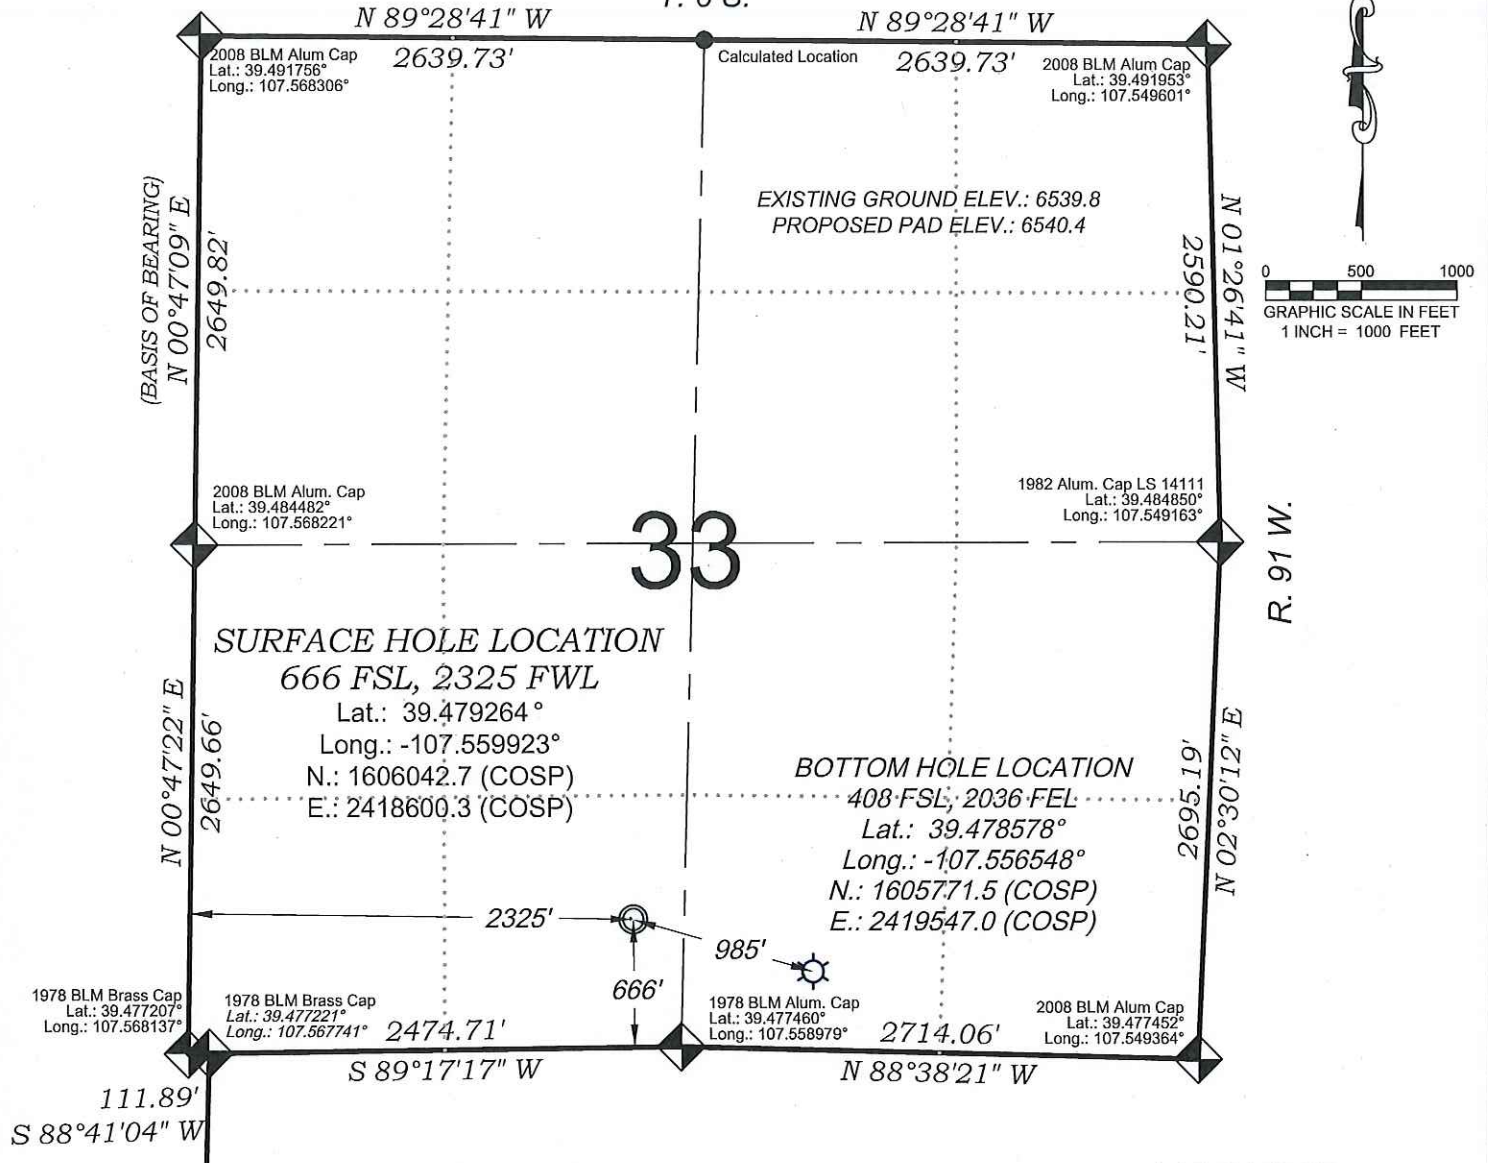 N 89°28'41" W
N 89°28'41" W
2639.73'
2639.73'
Calculated Location
2008 BLM Alum Cap
Lat.: 39.491756°
Long.: 107.568306°
2008 BLM Alum Cap
Lat.: 39.491953°
Long.: 107.549601°
EXISTING GROUND ELEV.: 6539.8
PROPOSED PAD ELEV.: 6540.4
(BASIS OF BEARING)
N 00°47'09" E
2649.82'
2590.21'
N 01°26'41" W
0 500 1000
GRAPHIC SCALE IN FEET
1 INCH = 1000 FEET
2008 BLM Alum. Cap
Lat.: 39.484482°
Long.: 107.568221°
1982 Alum. Cap LS 14111
Lat.: 39.484850°
Long.: 107.549163°
33
R. 91 W.
SURFACE HOLE LOCATION
666 FSL, 2325 FWL
Lat.: 39.479264°
Long.: -107.559923°
N.: 1606042.7 (COSP)
E.: 2418600.3 (COSP)
N 00°47'22" E
2649.66'
BOTTOM HOLE LOCATION
408 FSL, 2036 FEL
Lat.: 39.478578°
Long.: -107.556548°
N.: 1605771.5 (COSP)
E.: 2419547.0 (COSP)
2695.19'
N 02°30'12" E
2325'
985'
666'
1978 BLM Brass Cap
Lat.: 39.477207°
Long.: 107.568137°
1978 BLM Brass Cap
Lat.: 39.477221°
Long.: 107.567741°
2474.71'
S 89°17'17" W
1978 BLM Alum. Cap
Lat.: 39.477460°
Long.: 107.558979°
2714.06'
N 88°38'21" W
2008 BLM Alum Cap
Lat.: 39.477452°
Long.: 107.549364°
111.89'
S 88°41'04" W